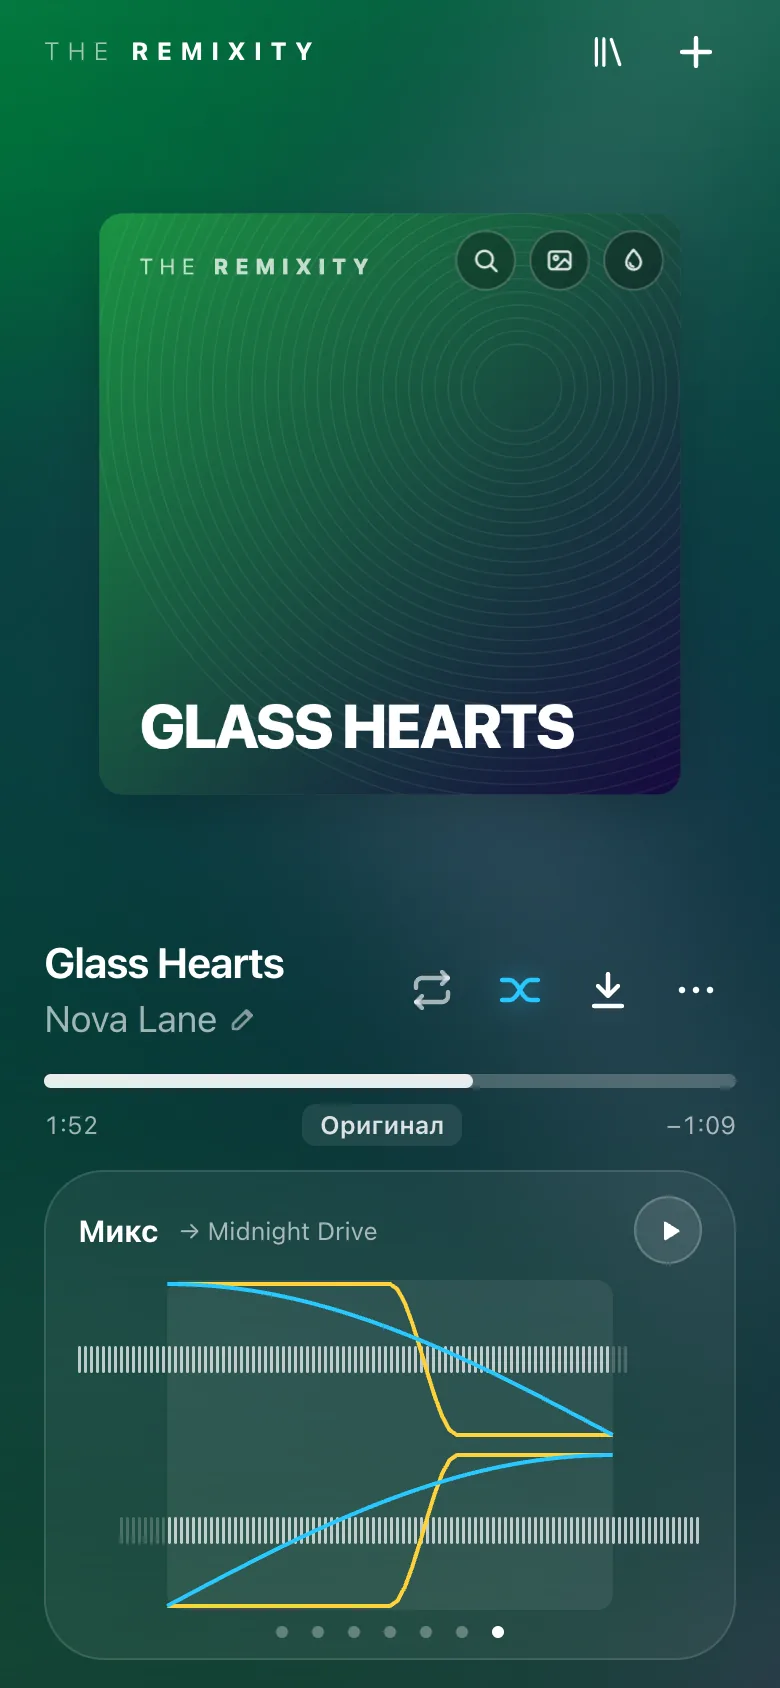 THE REMIXITY
THE REMIXITY
GLASS HEARTS
Glass Hearts
Nova Lane
1:52
Оригинал
−1:09
Микс → Midnight Drive